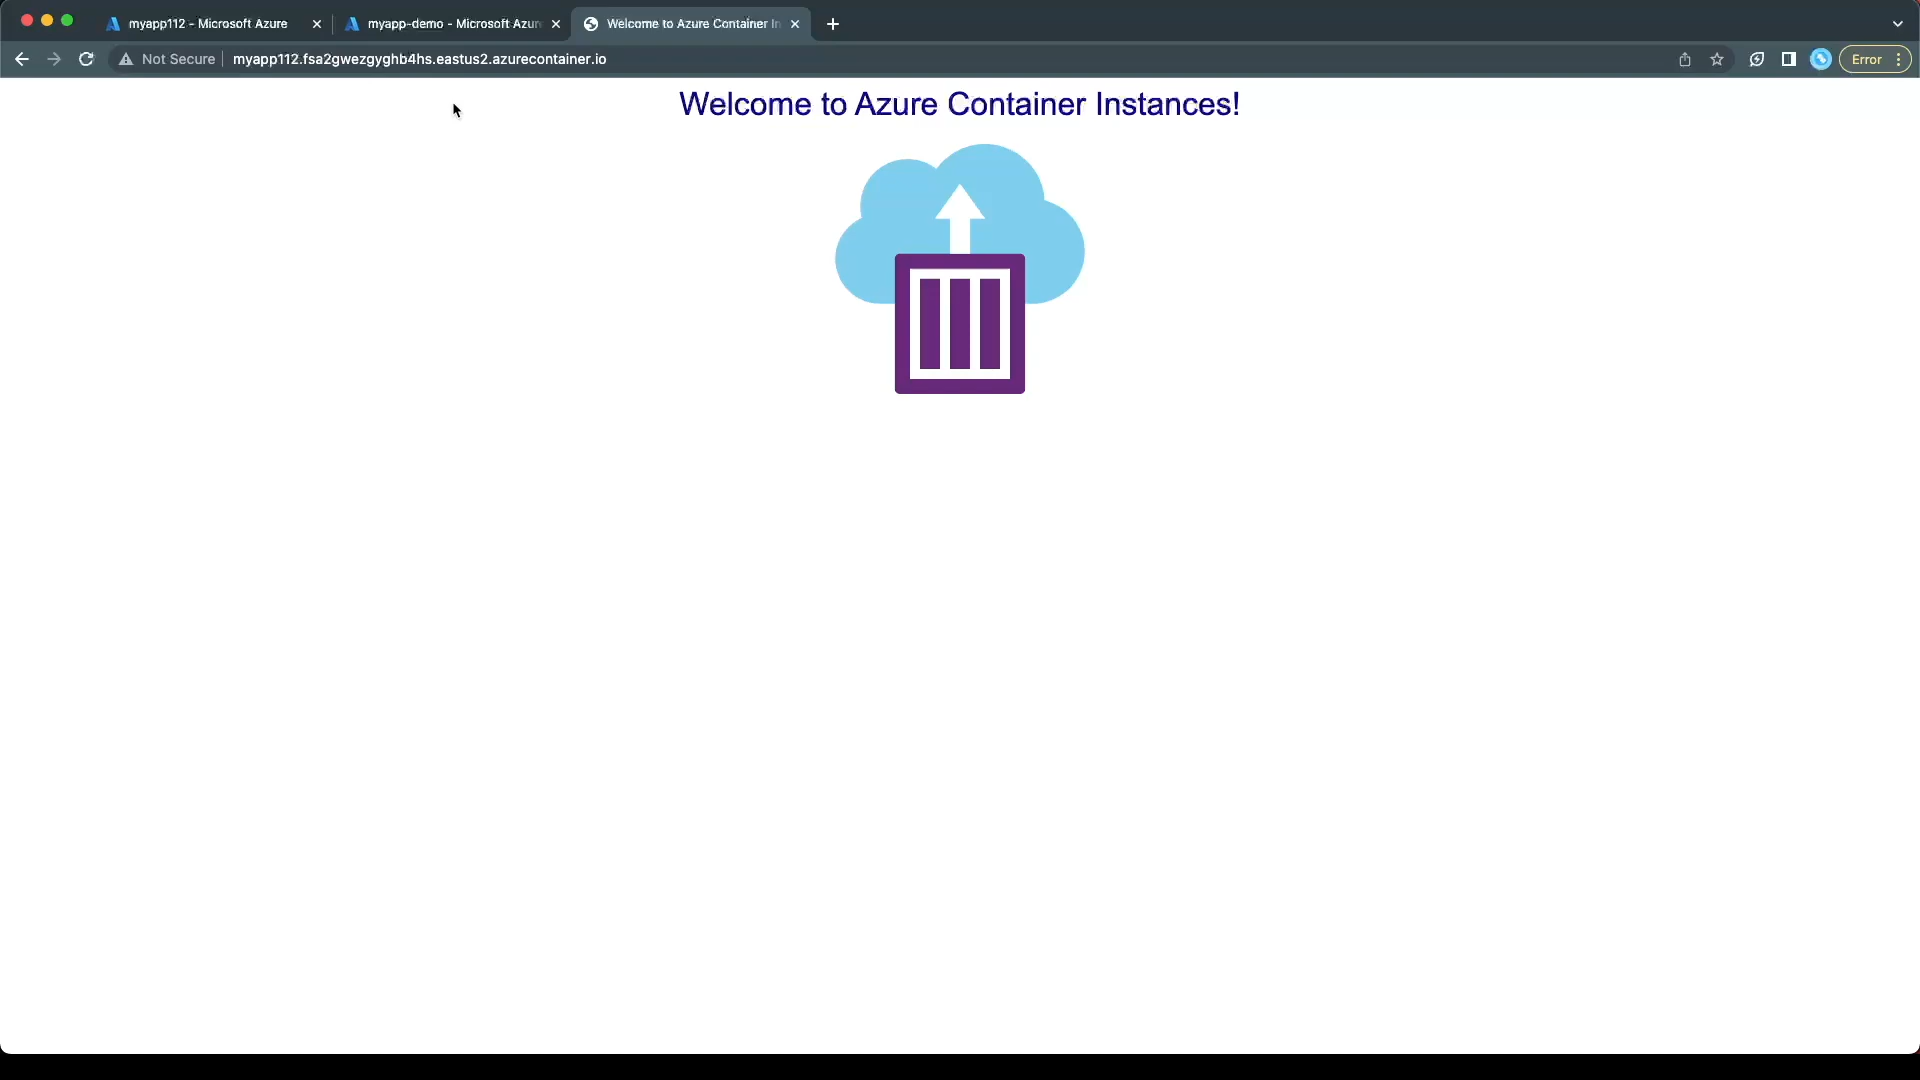 myapp112 - Microsoft Azure
myapp-demo - Microsoft Azur
Welcome to Azure Container In
Not Secure
myapp112.fsa2gwezgyghb4hs.eastus2.azurecontainer.io
Error
Welcome to Azure Container Instances!